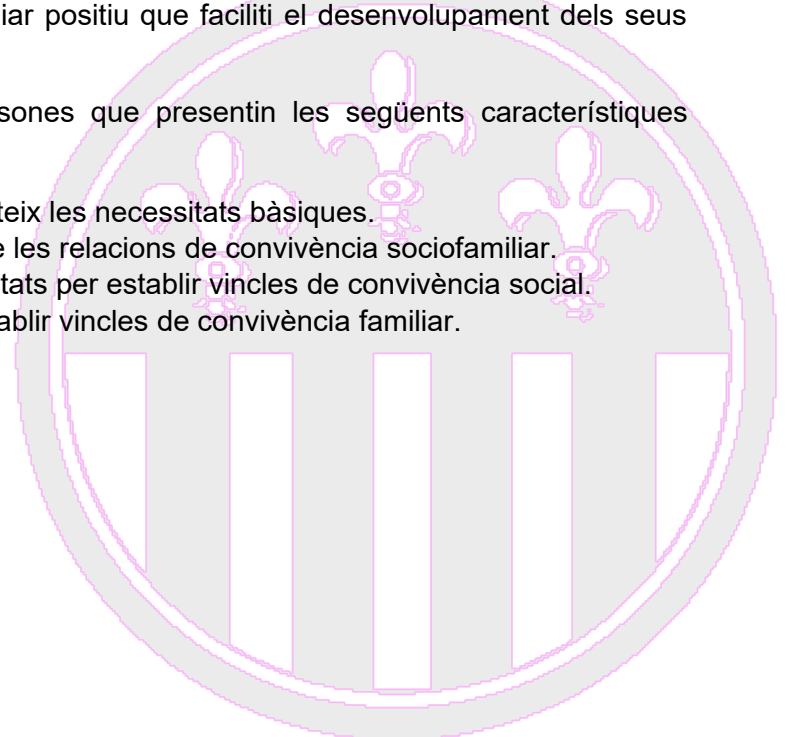 iar positiu que faciliti el desenvolupament dels seus
sones que presentin les següents característiques
teix les necessitats bàsiques.
e les relacions de convivència sociofamiliar.
tats per establir vincles de convivència social.
ablir vincles de convivència familiar.